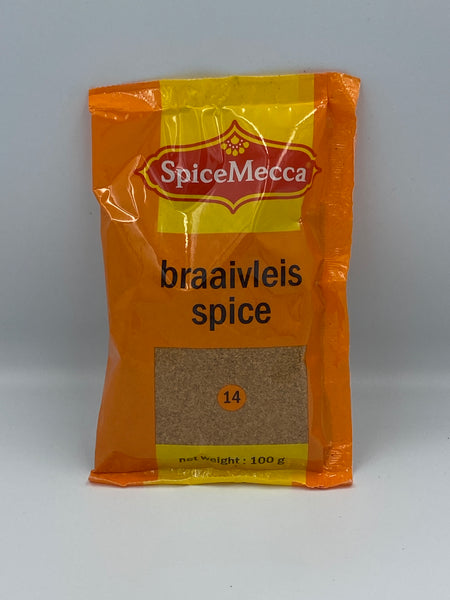 SpiceMecca
braaivleis
spice
14
net weight : 100 g